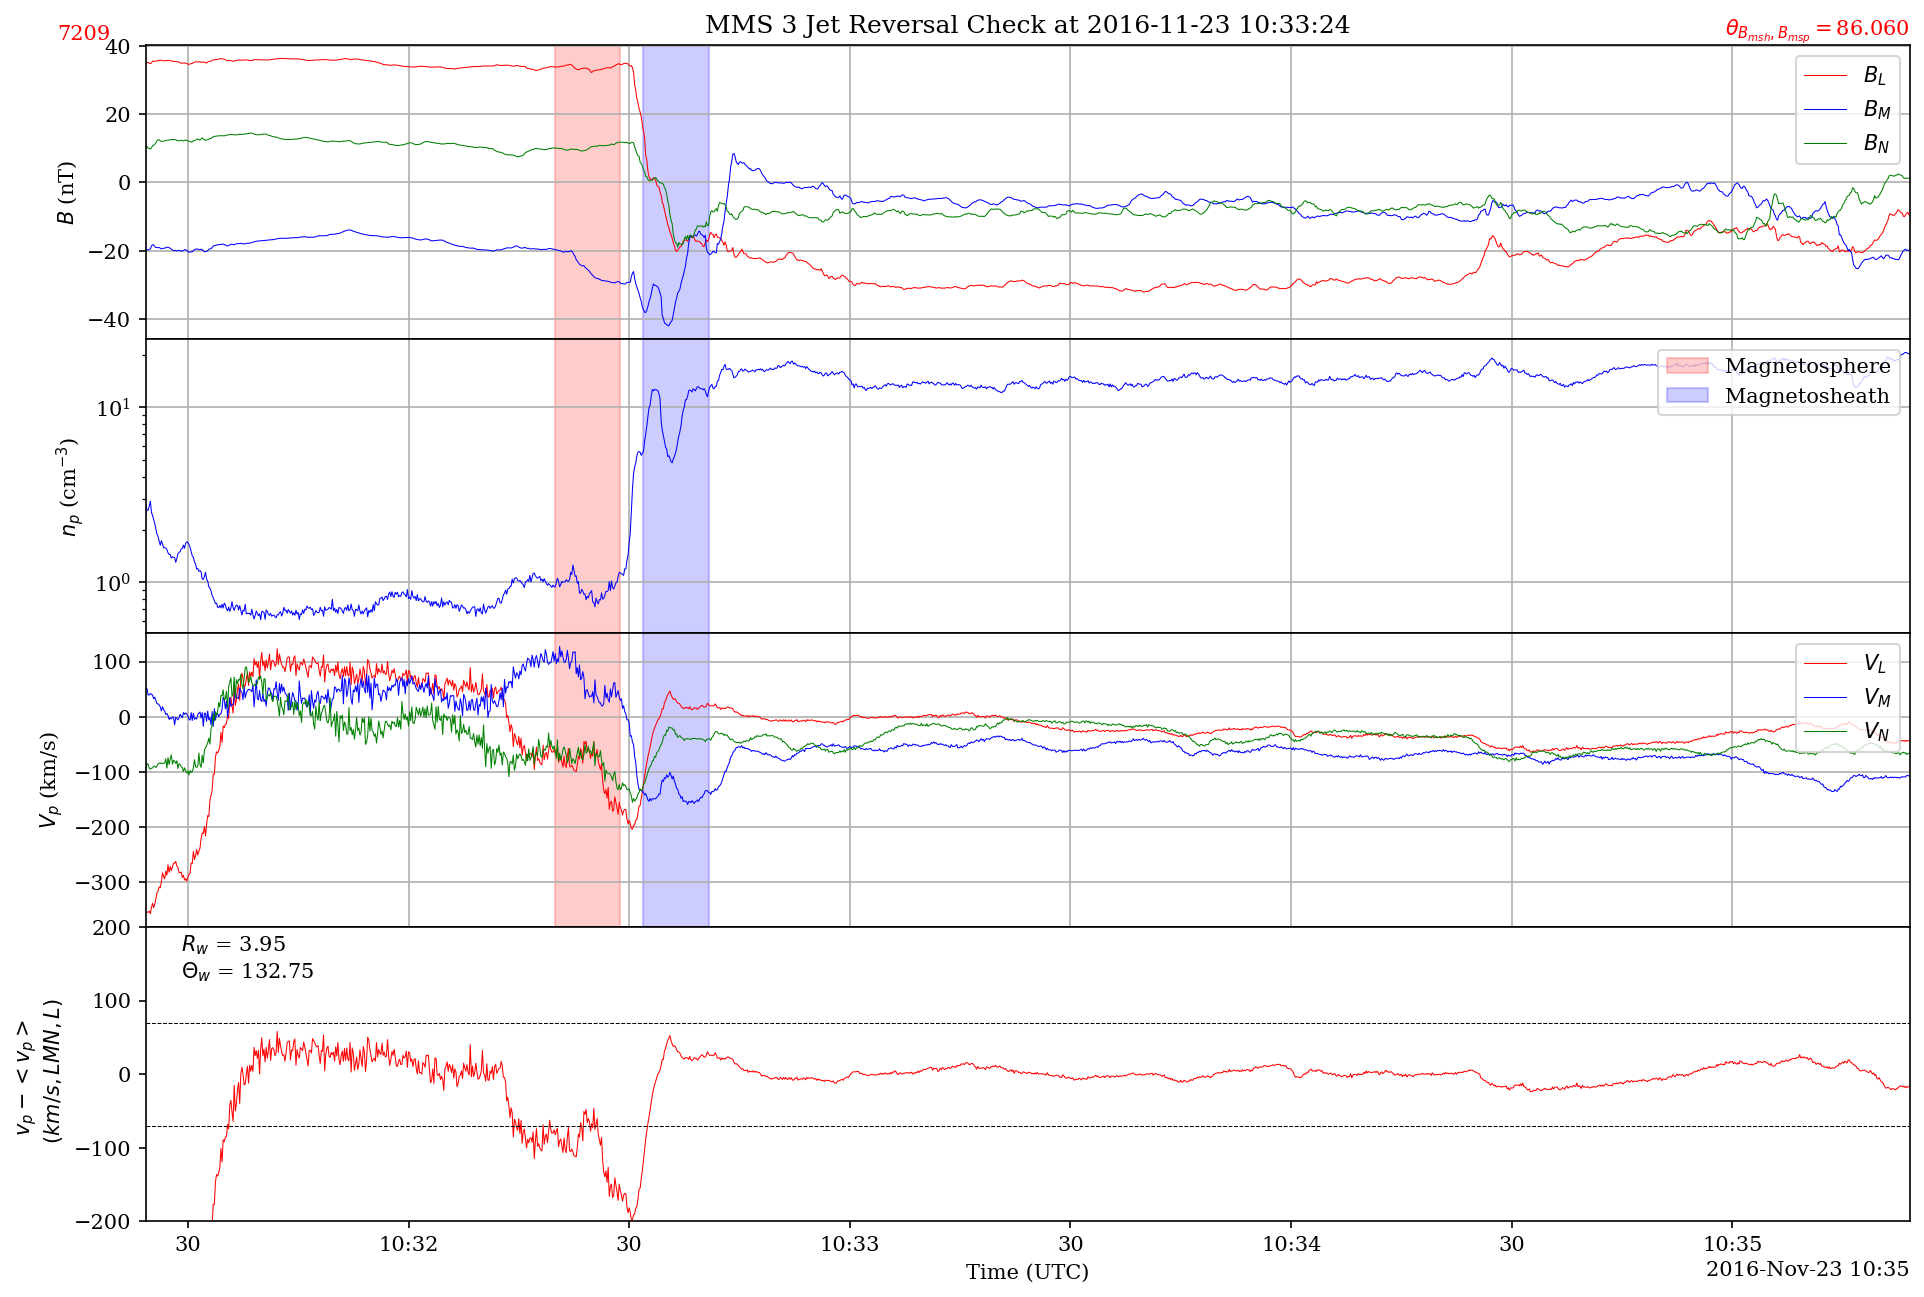 MMS 3 Jet Reversal Check at 2016-11-23 10:33:24
7209
θ_{B_{msh}, B_{msp}} = 86.060
40
20
0
−20
−40
B (nT)
B_L
B_M
B_N
10^1
10^0
n_p (cm^{−3})
Magnetosphere
Magnetosheath
100
0
−100
−200
−300
V_p (km/s)
V_L
V_M
V_N
200
100
0
−100
−200
v_p − < v_p >
(km/s, LMN, L)
R_w = 3.95
Θ_w = 132.75
30 10:32 30 10:33 30 10:34 30 10:35
Time (UTC)
2016-Nov-23 10:35